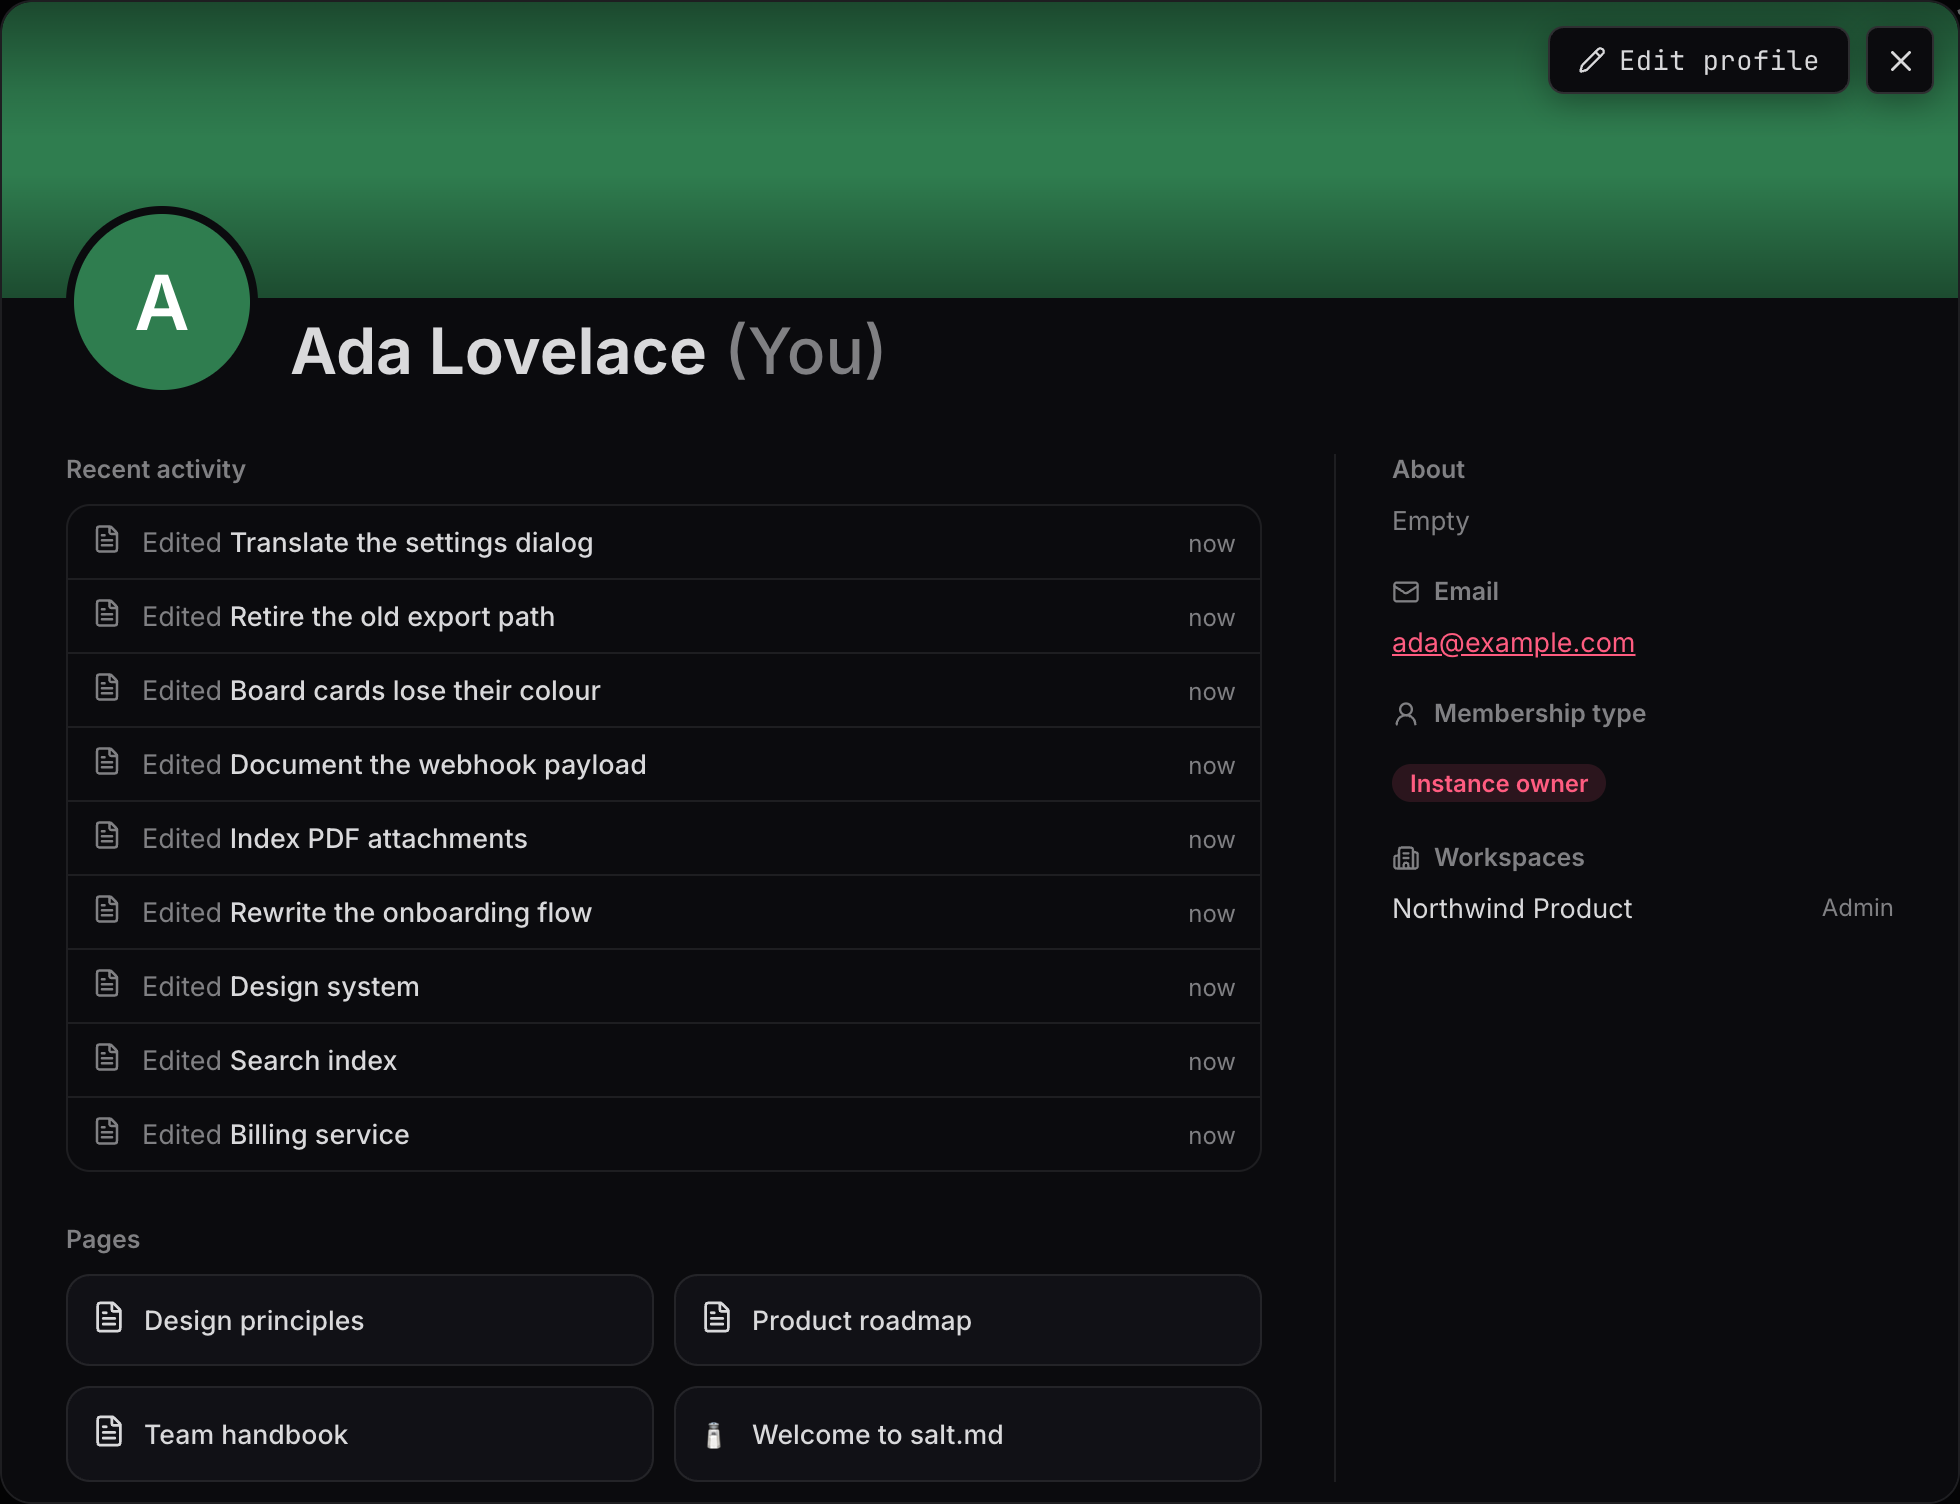 Edit profile
A
Ada Lovelace (You)
Recent activity
Edited Translate the settings dialog now
Edited Retire the old export path now
Edited Board cards lose their colour now
Edited Document the webhook payload now
Edited Index PDF attachments now
Edited Rewrite the onboarding flow now
Edited Design system now
Edited Search index now
Edited Billing service now
Pages
Design principles
Product roadmap
Team handbook
Welcome to salt.md
About
Empty
Email
ada@example.com
Membership type
Instance owner
Workspaces
Northwind Product Admin